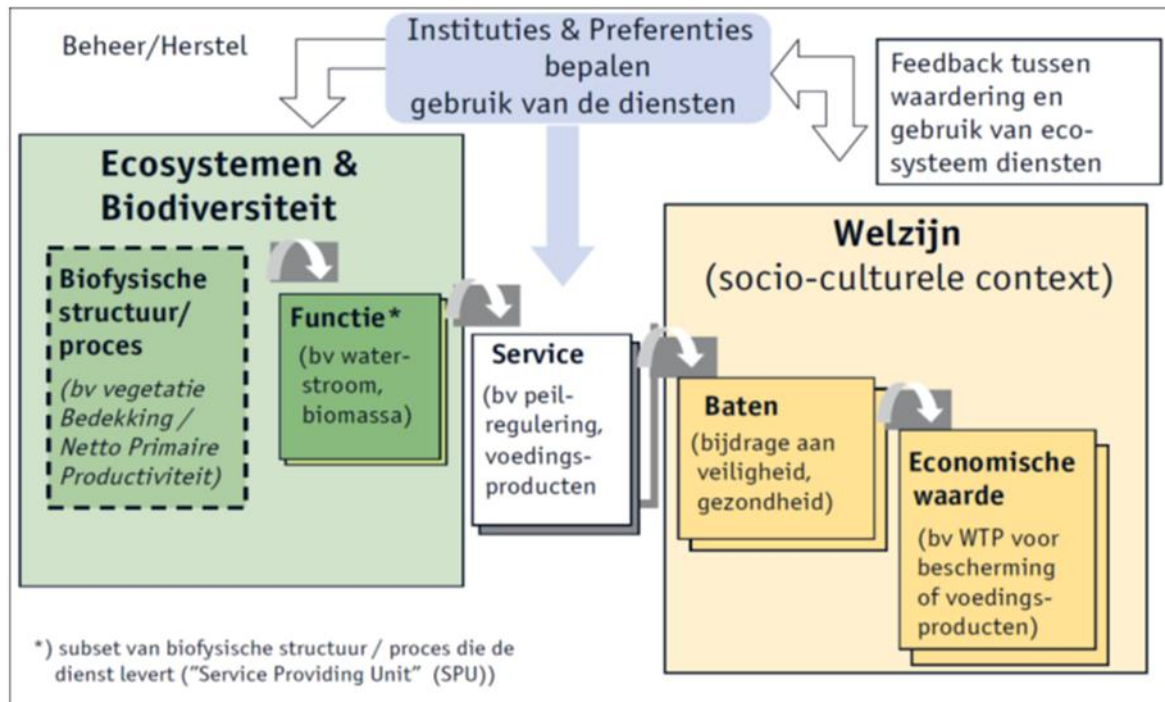 Beheer/Herstel
Instituties & Preferenties
bepalen
gebruik van de diensten
Feedback tussen
waardering en
gebruik van eco-
systeem diensten
Ecosystemen &
Biodiversiteit
Biofysische
structuur/
proces
(bv vegetatie
Bedekking /
Netto Primaire
Productiviteit)
Functie*
(bv water-
stroom,
biomassa)
Service
(bv peil-
regulering,
voedings-
producten
Welzijn
(socio-culturele context)
Baten
(bijdrage aan
veiligheid,
gezondheid)
Economische
waarde
(bv WTP voor
bescherming
of voedings-
producten)
*) subset van biofysische structuur / proces die de
dienst levert ("Service Providing Unit" (SPU))